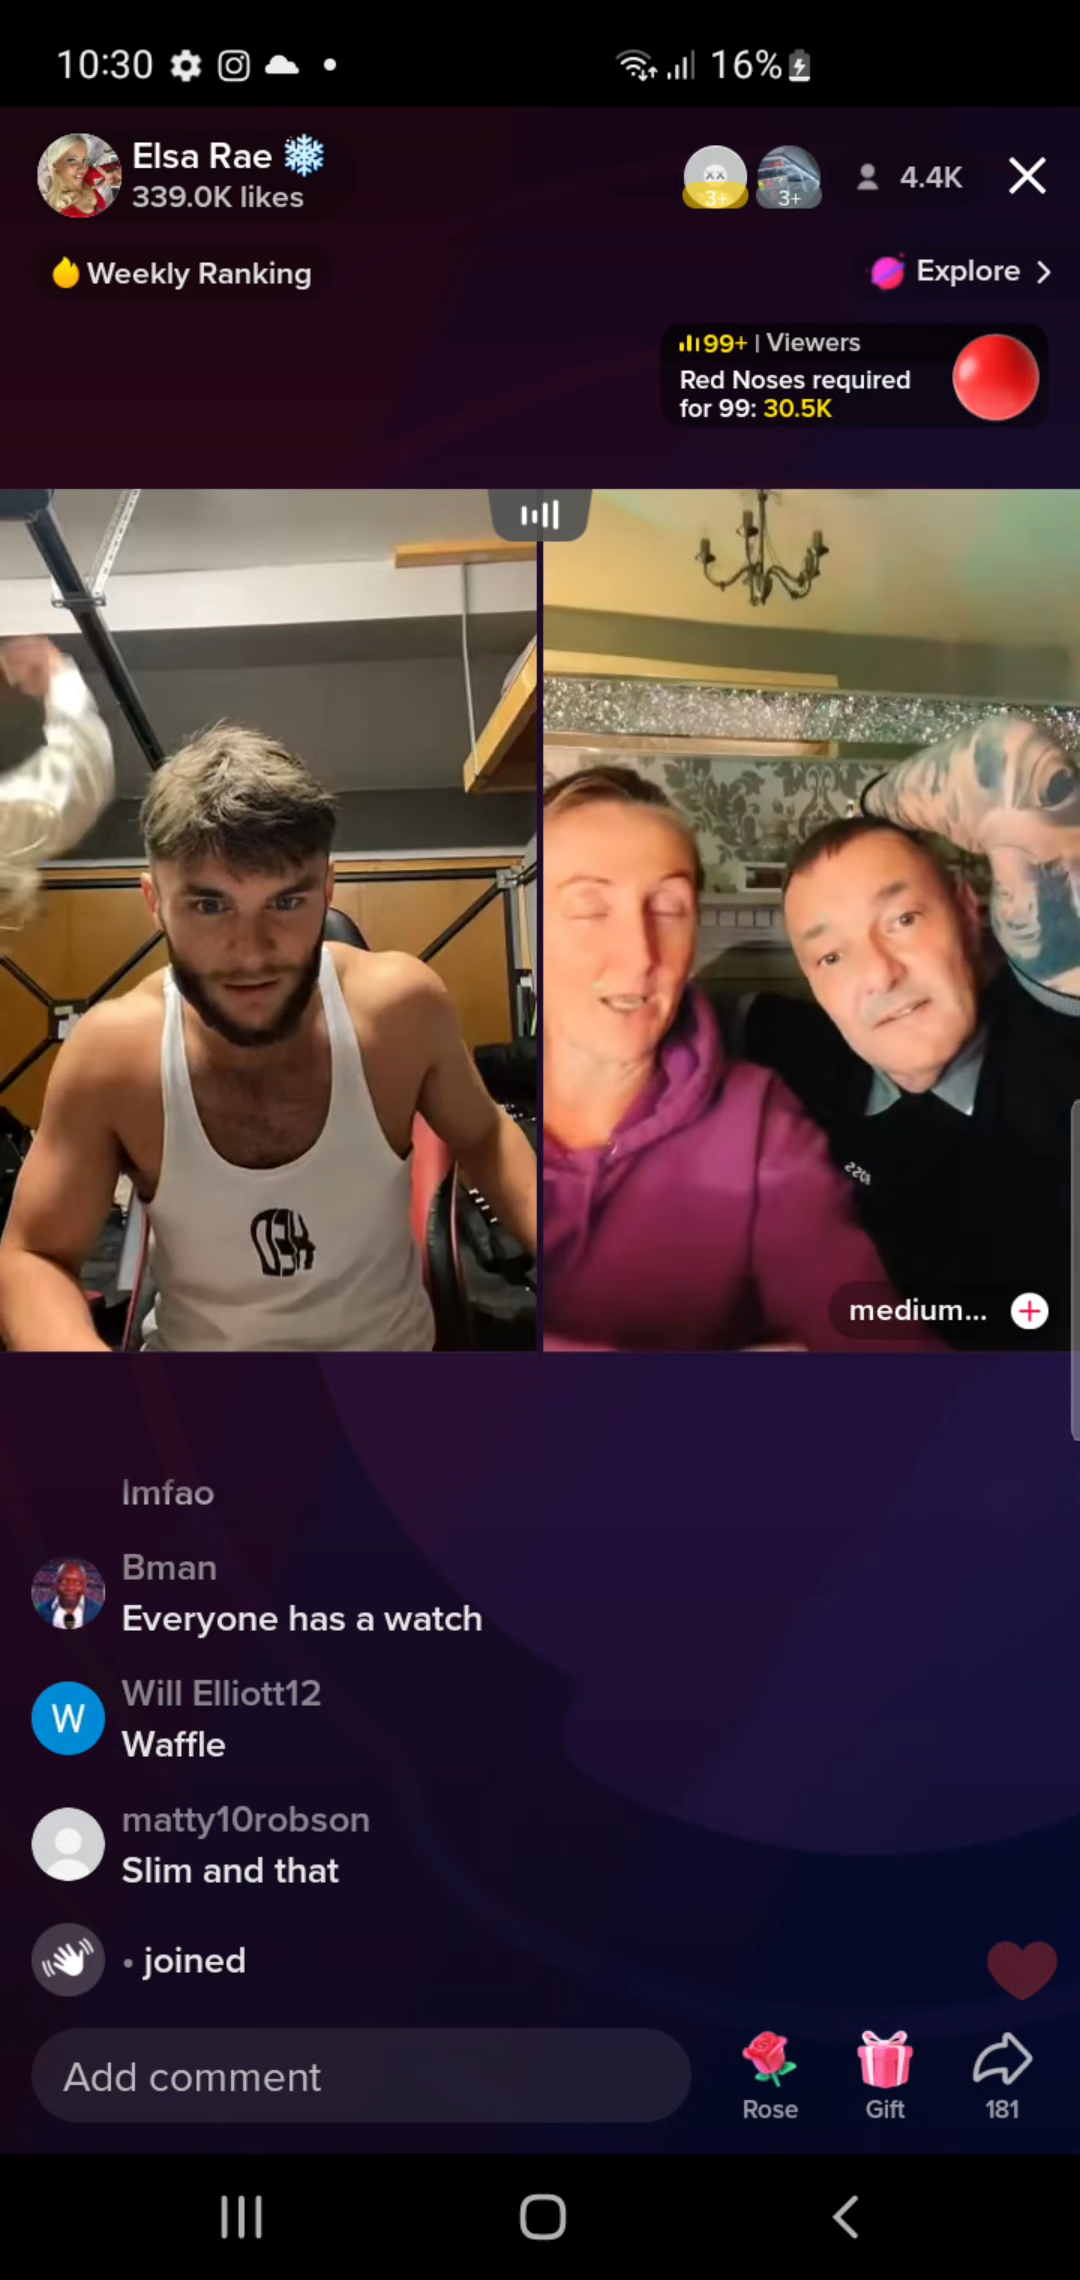 10:30
16%
Elsa Rae ❄️
339.0K likes
3+
3+
4.4K
Weekly Ranking
Explore >
99+ | Viewers
Red Noses required
for 99: 30.5K
medium...
lmfao
Bman
Everyone has a watch
W
Will Elliott12
Waffle
matty10robson
Slim and that
• joined
Add comment
Rose
Gift
181